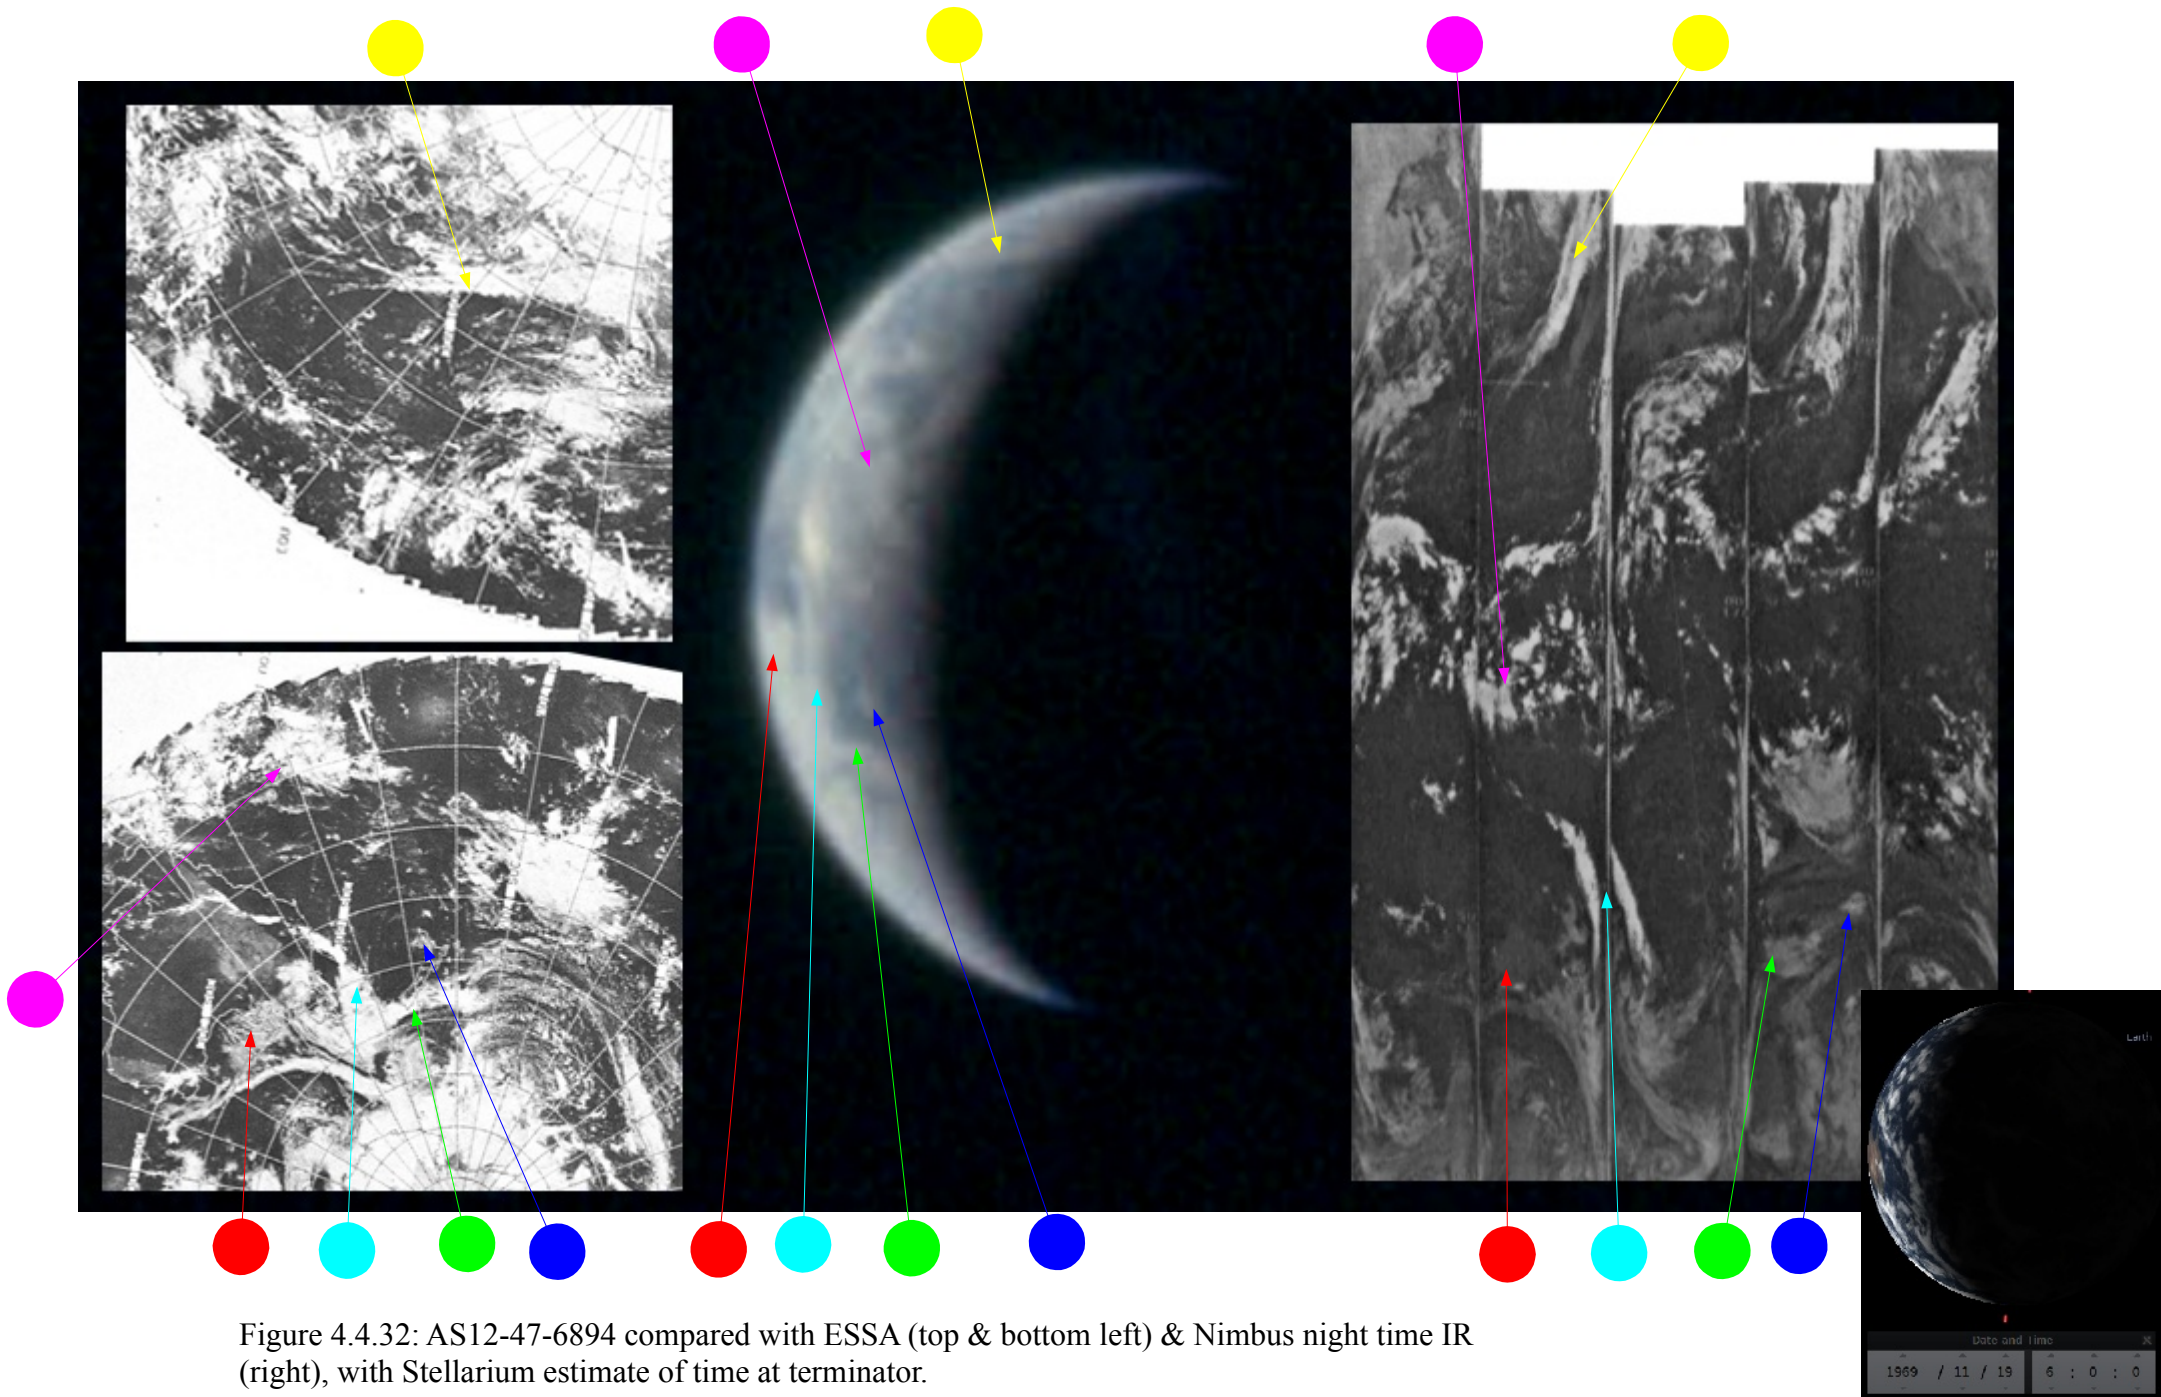 Earth
Date and Time
1969 / 11 / 19 6 : 0 : 0
Figure 4.4.32: AS12-47-6894 compared with ESSA (top & bottom left) & Nimbus night time IR
(right), with Stellarium estimate of time at terminator.